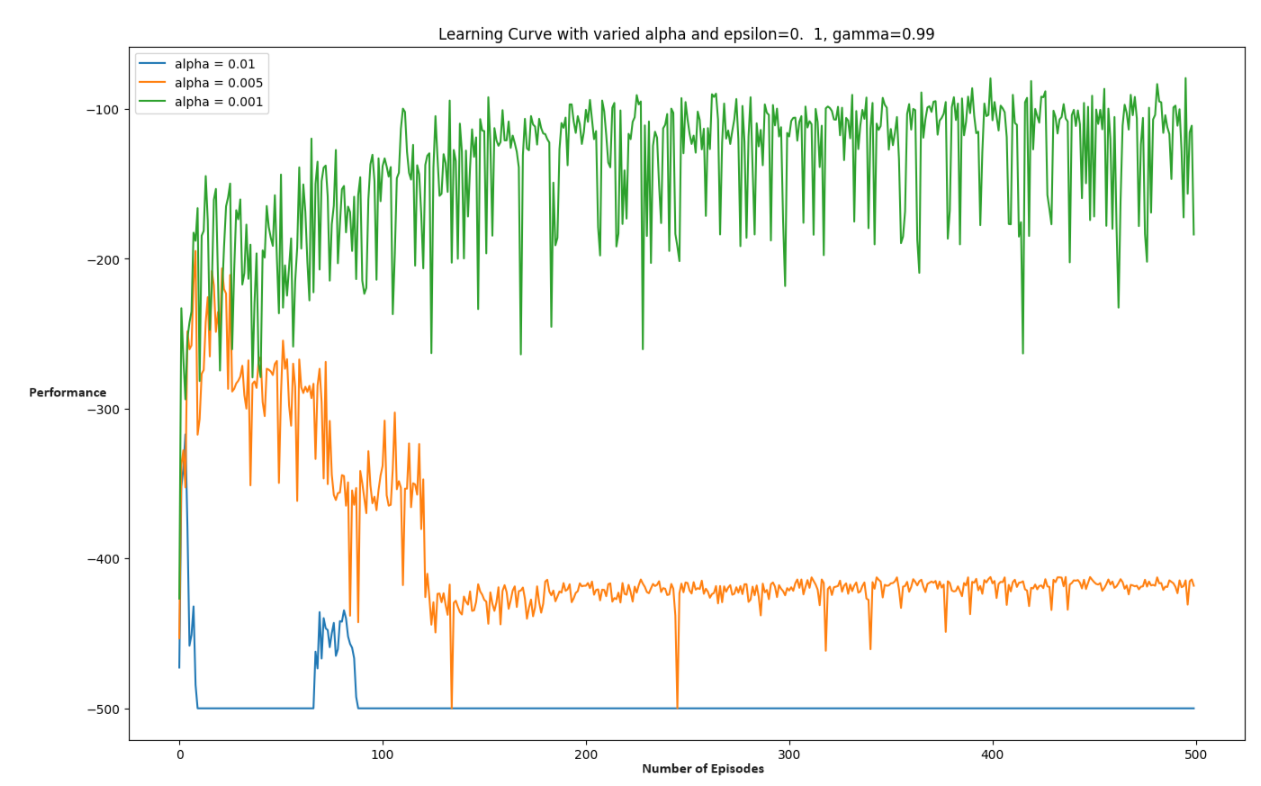 Learning Curve with varied alpha and epsilon=0.  1, gamma=0.99
alpha = 0.01
alpha = 0.005
alpha = 0.001
−100
−200
−300
−400
−500
Performance
0
100
200
300
400
500
Number of Episodes